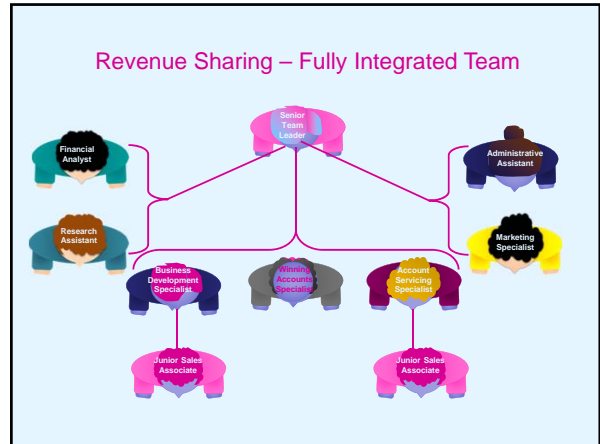 Revenue Sharing – Fully Integrated Team
Senior
Team
Leader
Financial
Analyst
Administrative
Assistant
Research
Assistant
Marketing
Specialist
Business
Development
Specialist
Winning
Accounts
Specialist
Account
Servicing
Specialist
Junior Sales
Associate
Junior Sales
Associate